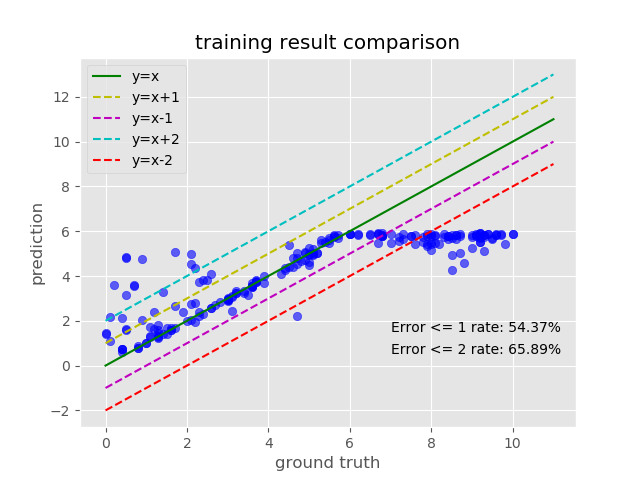 training result comparison
y=x
y=x+1
y=x-1
y=x+2
y=x-2
12
10
8
6
4
2
0
−2
prediction
Error <= 1 rate: 54.37%
Error <= 2 rate: 65.89%
0 2 4 6 8 10
ground truth